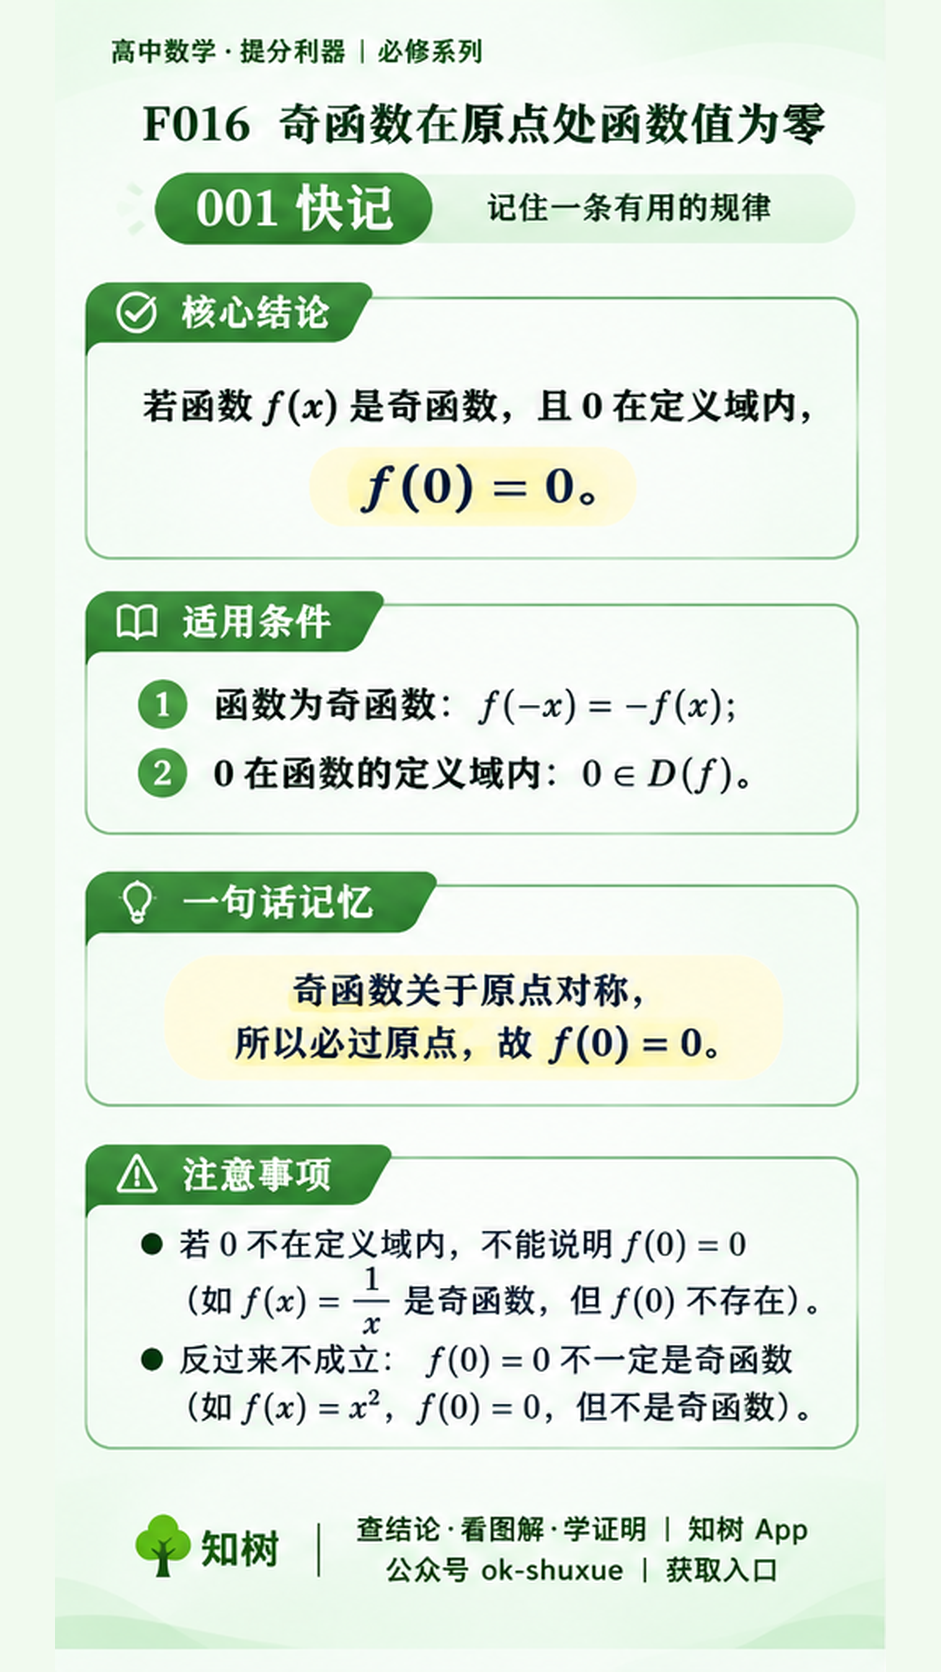 高中数学·提分利器｜必修系列
F016 奇函数在原点处函数值为零
001 快记 记住一条有用的规律
核心结论
若函数 f(x) 是奇函数，且 0 在定义域内，
f(0) = 0。
适用条件
1 函数为奇函数：f(−x) = −f(x);
2 0 在函数的定义域内：0 ∈ D(f)。
一句话记忆
奇函数关于原点对称，
所以必过原点，故 f(0) = 0。
注意事项
● 若 0 不在定义域内，不能说明 f(0) = 0
（如 f(x) = 1/x 是奇函数，但 f(0) 不存在）。
● 反过来不成立： f(0) = 0 不一定是奇函数
（如 f(x) = x²，f(0) = 0，但不是奇函数）。
知树
查结论·看图解·学证明｜知树 App
公众号 ok-shuxue｜获取入口